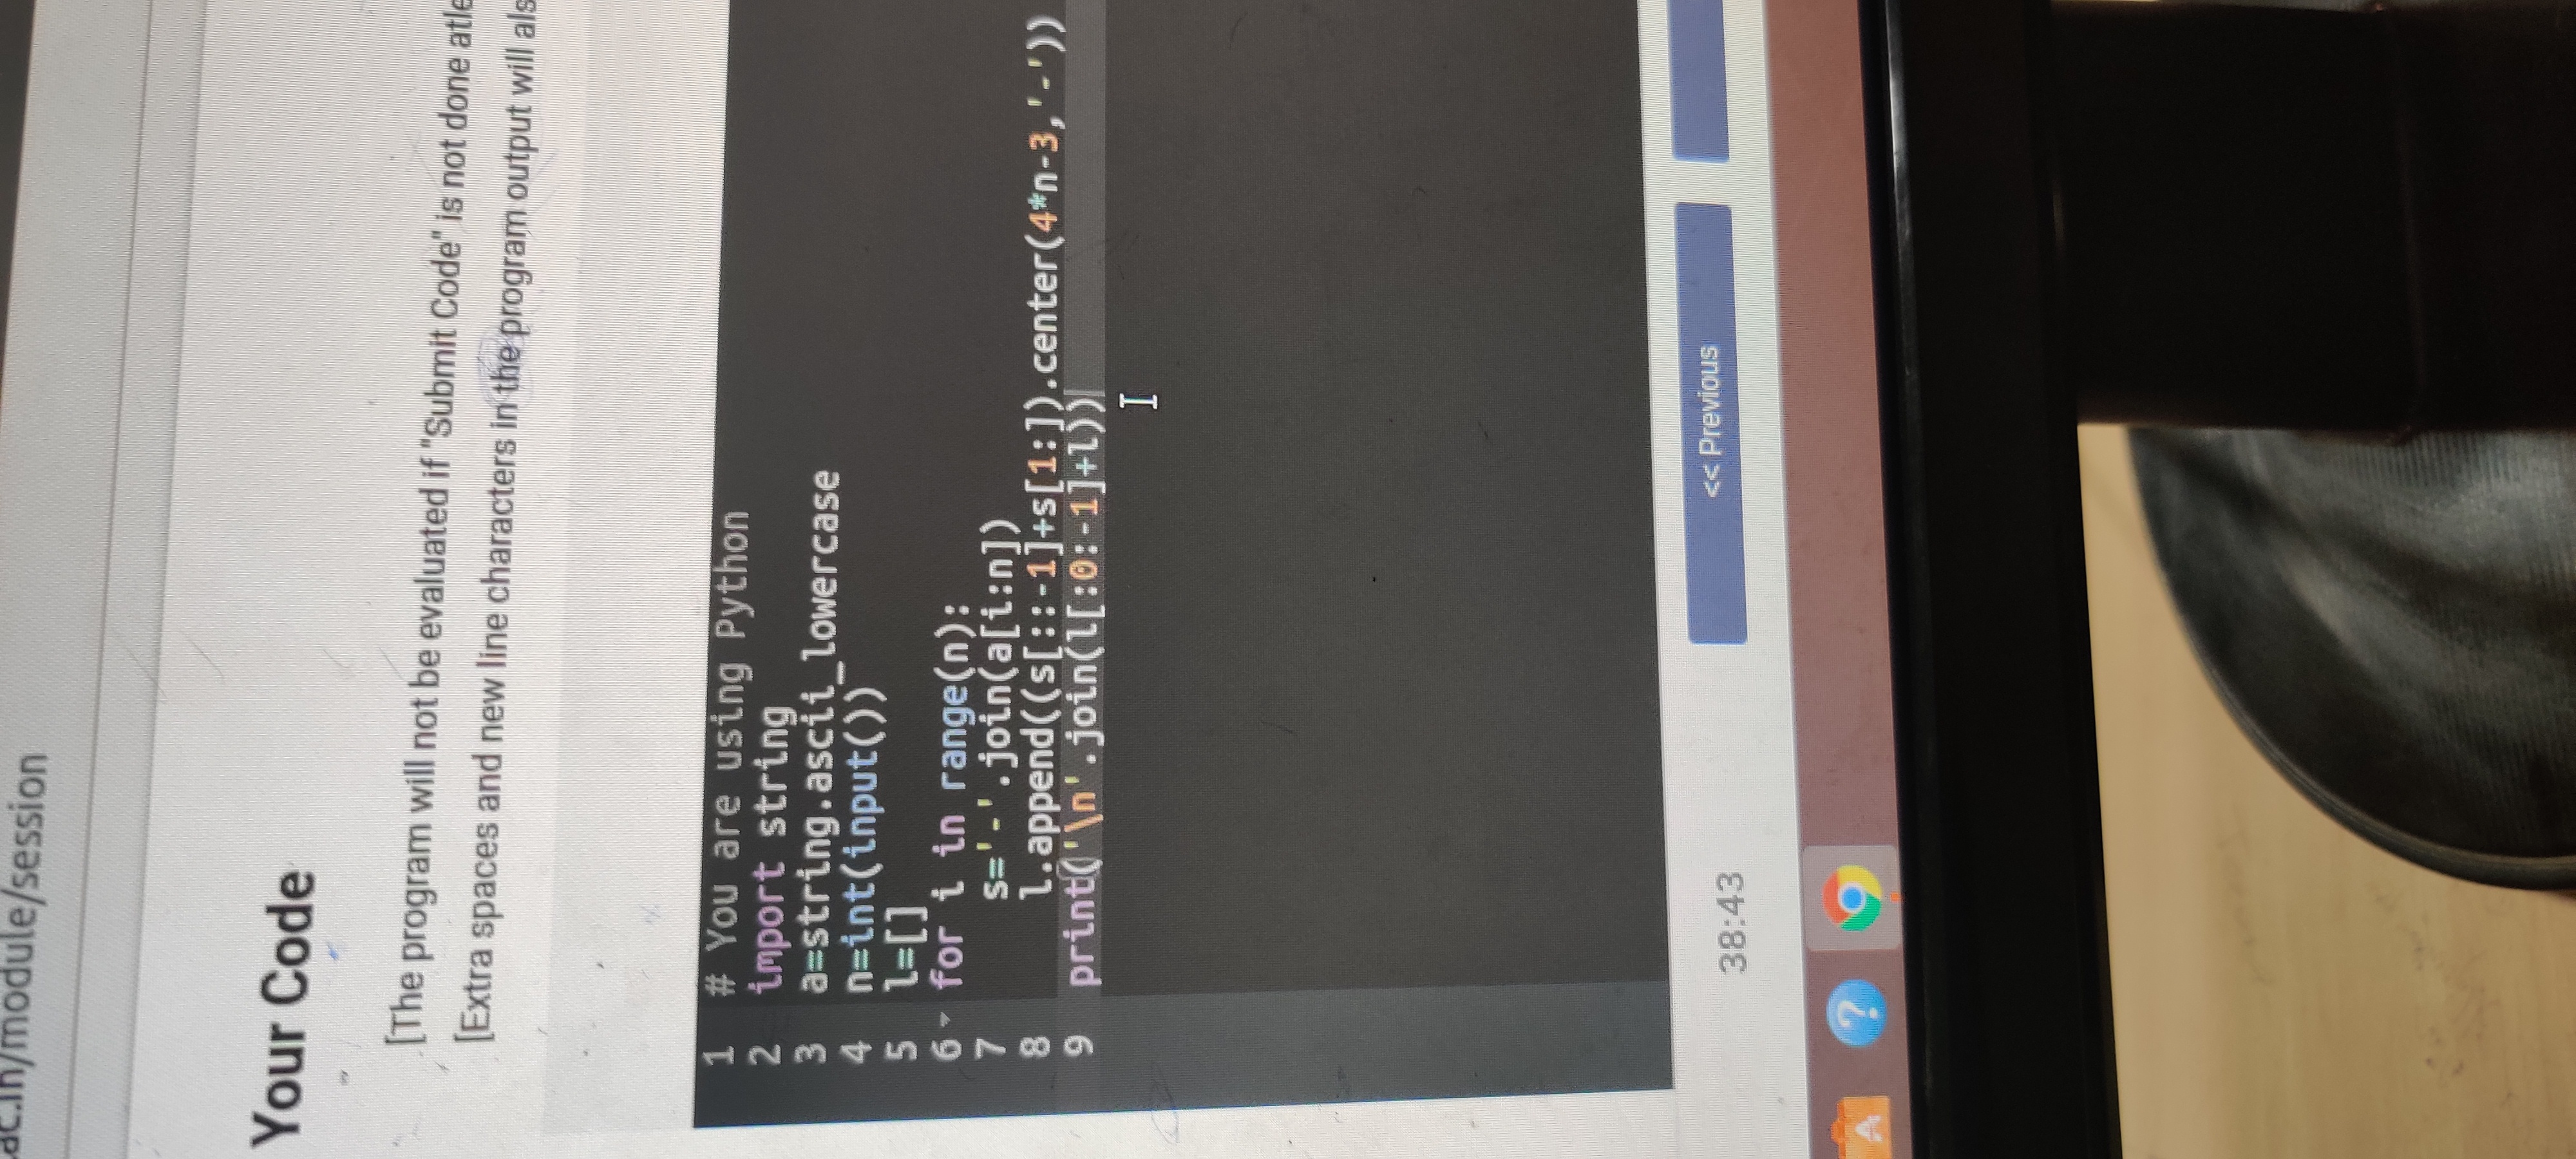 ac.in/module/session
Your Code
[The program will not be evaluated if "Submit Code" is not done
[Extra spaces and new line characters in the program output will
1 # You are using Python
2 import string
3 a=string.ascii_lowercase
4 n=int(input())
5 l=[]
6 for i in range(n):
7 s='-'.join(a[i:n])
8 l.append((s[::-1]+s[1:]).center(4*n-3,'-'))
9 print('\n'.join(l[:0:-1]+l))
38:43
<< Previous
A
?